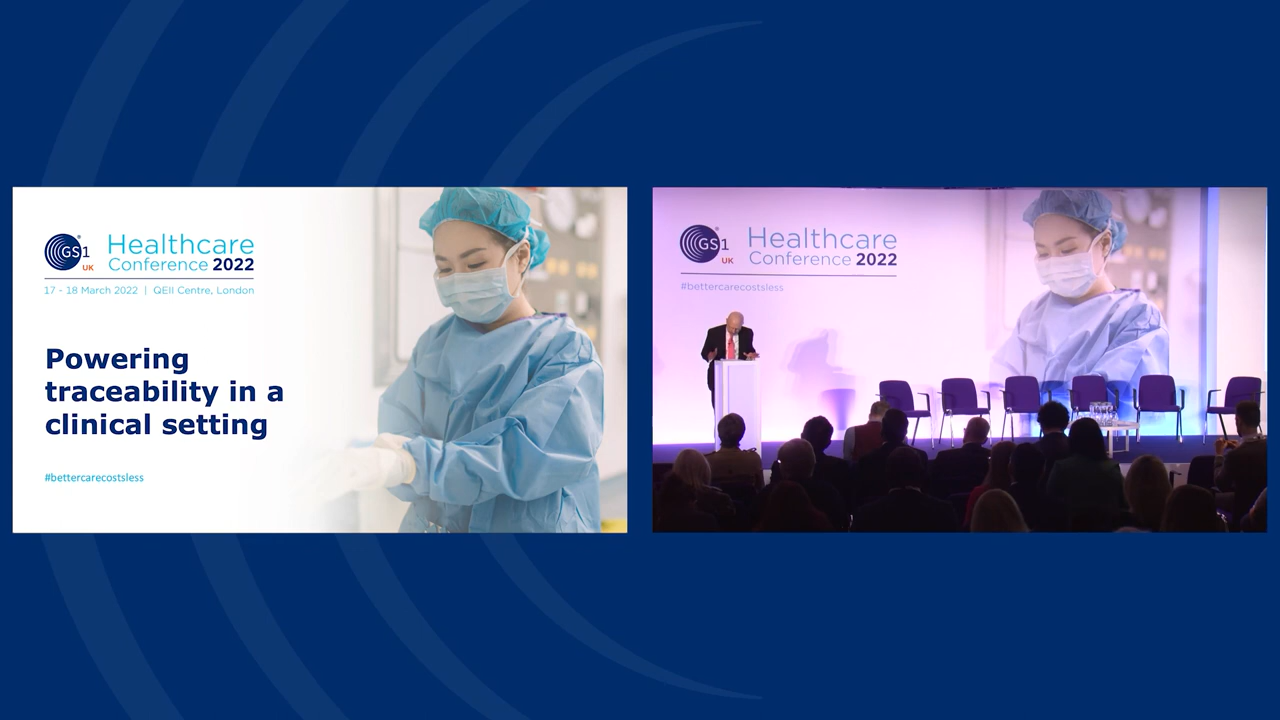 GS1
®
UK
Healthcare
Conference 2022
17 - 18 March 2022 | QEII Centre, London
Powering
traceability in a
clinical setting
#bettercarecostsless
GS1
UK
Healthcare
Conference 2022
#bettercarecostsless